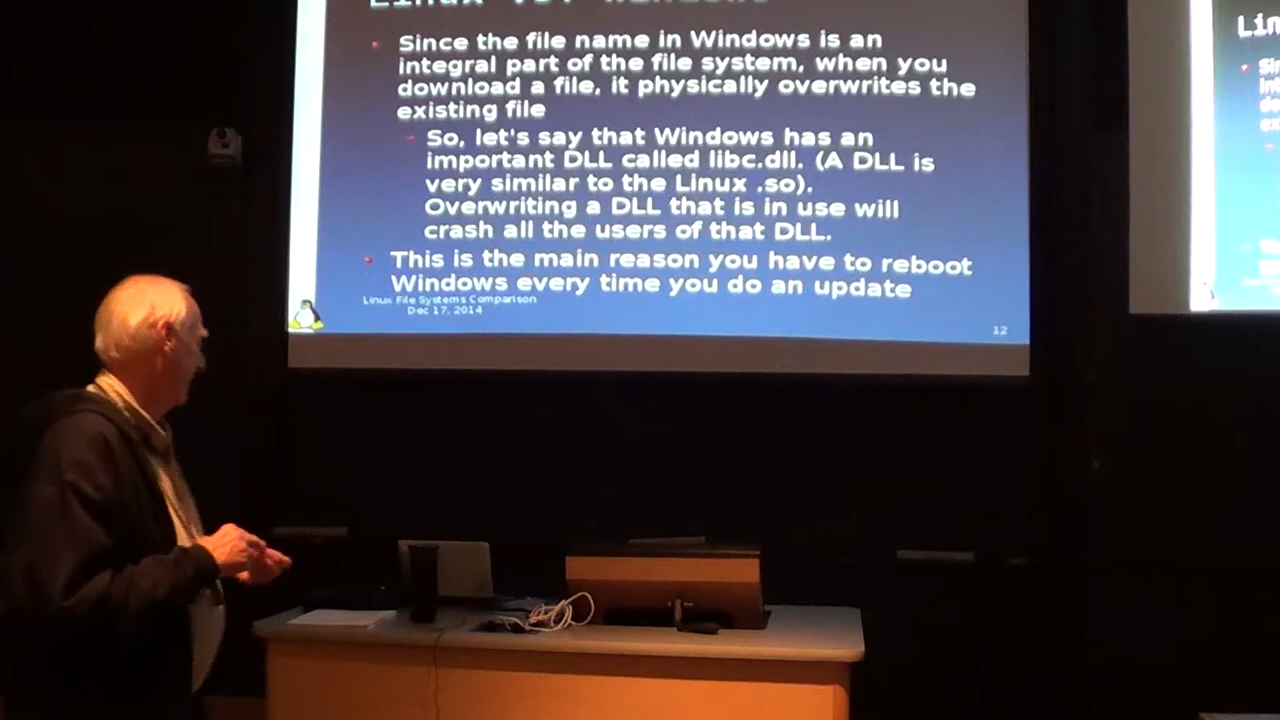 Linux vs. Windows
Since the file name in Windows is an
integral part of the file system, when you
download a file, it physically overwrites the
existing file
So, let's say that Windows has an
important DLL called libc.dll. (A DLL is
very similar to the Linux .so).
Overwriting a DLL that is in use will
crash all the users of that DLL.
This is the main reason you have to reboot
Windows every time you do an update
Linux File Systems Comparison
Dec 17, 2014
12